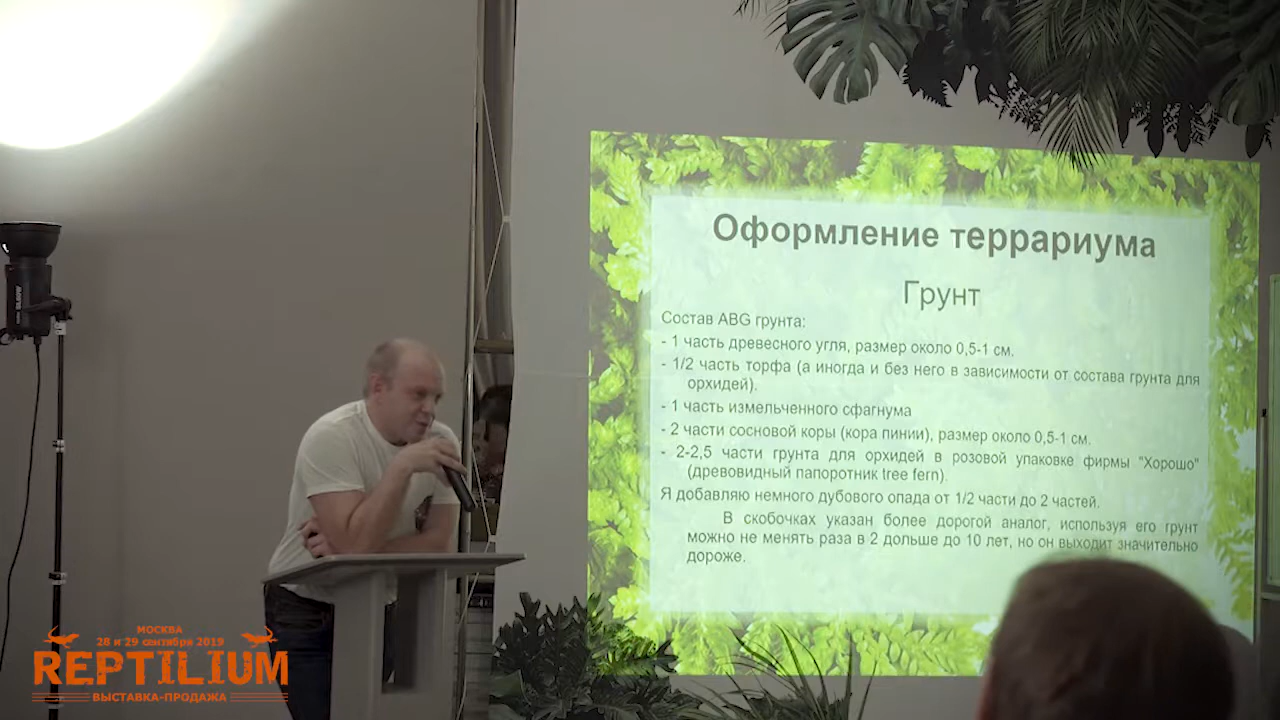 Оформление террариума
Грунт
Состав ABG грунта:
- 1 часть древесного угля, размер около 0,5-1 см.
- 1/2 часть торфа (а иногда и без него в зависимости от состава грунта для
орхидей).
- 1 часть измельченного сфагнума
- 2 части сосновой коры (кора пинии), размер около 0,5-1 см.
- 2-2,5 части грунта для орхидей в розовой упаковке фирмы "Хорошо"
(древовидный папоротник tree fern).
Я добавляю немного дубового опада от 1/2 части до 2 частей.
В скобочках указан более дорогой аналог, используя его грунт
можно не менять раза в 2 дольше до 10 лет, но он выходит значительно
дороже.
МОСКВА
28 и 29 сентября 2019
REPTILIUM
ВЫСТАВКА-ПРОДАЖА